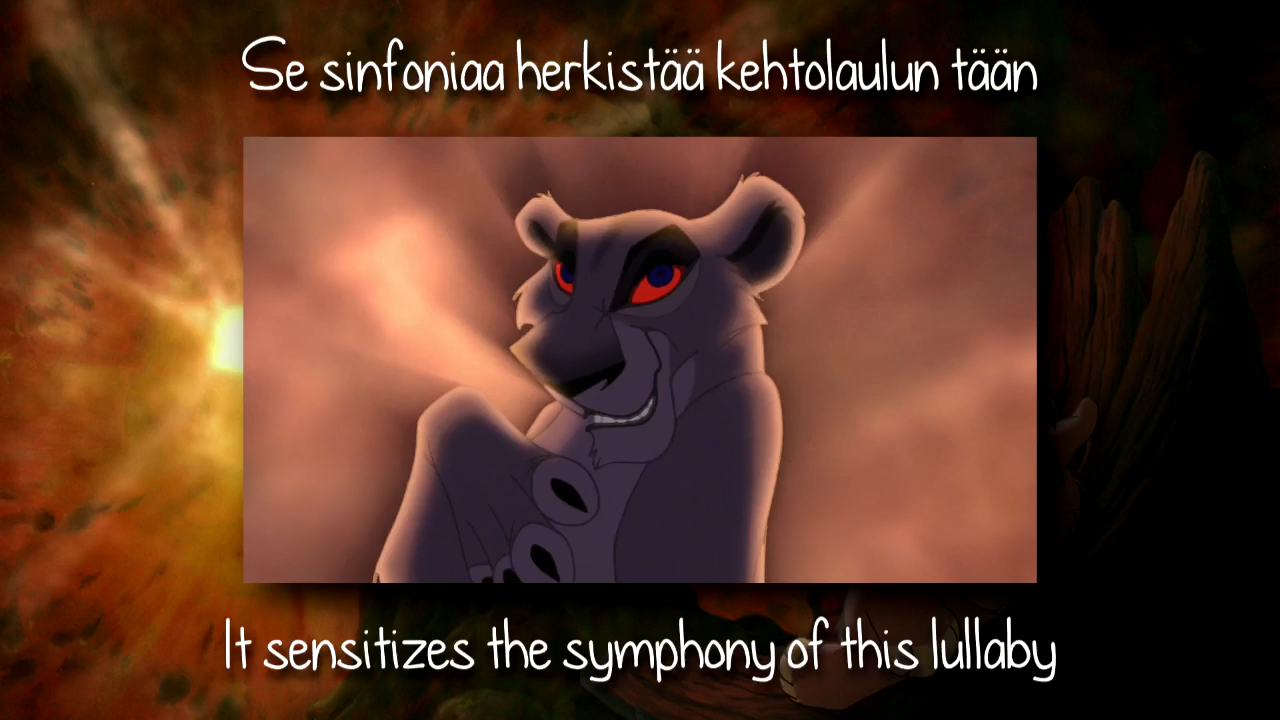 Se sinfoniaa herkistää kehtolaulun tään
It sensitizes the symphony of this lullaby